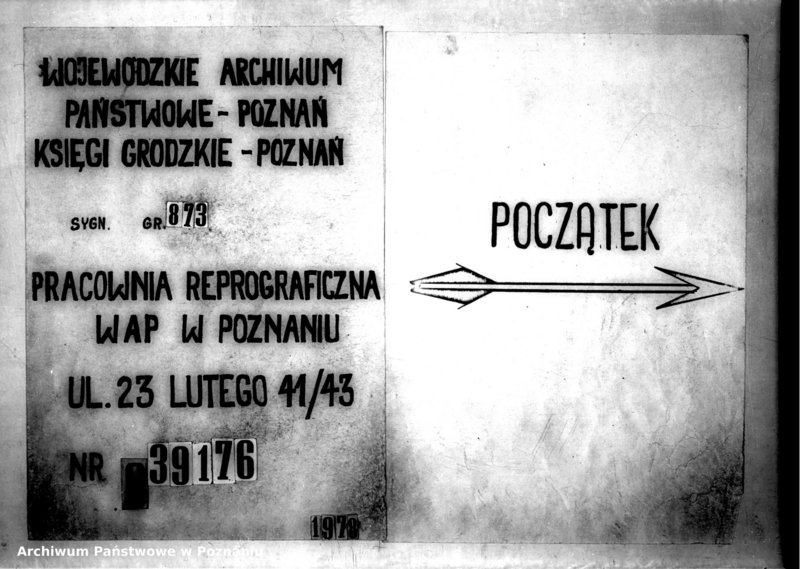 WOJEWÓDZKIE ARCHIWUM
PAŃSTWOWE - POZNAŃ
KSIĘGI GRODZKIE - POZNAŃ
SYGN. GR. 873
PRACOWNIA REPROGRAFICZNA
WAP W POZNANIU
UL. 23 LUTEGO 41/43
NR 39176
1978
POCZĄTEK
Archiwum Państwowe w Poznaniu